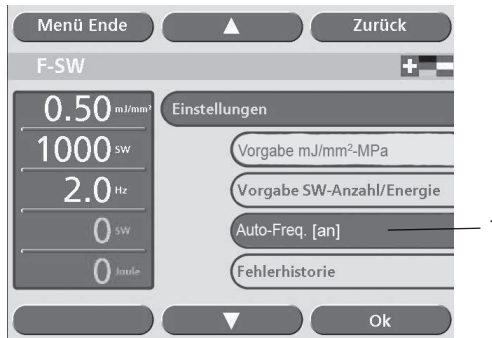 Menü Ende
▲
Zurück
F-SW
0.50 mJ/mm²
1000 SW
2.0 Hz
0 SW
0 Joule
Einstellungen
Vorgabe mJ/mm²-MPa
Vorgabe SW-Anzahl/Energie
Auto-Freq. [an]
Fehlerhistorie
▼
Ok